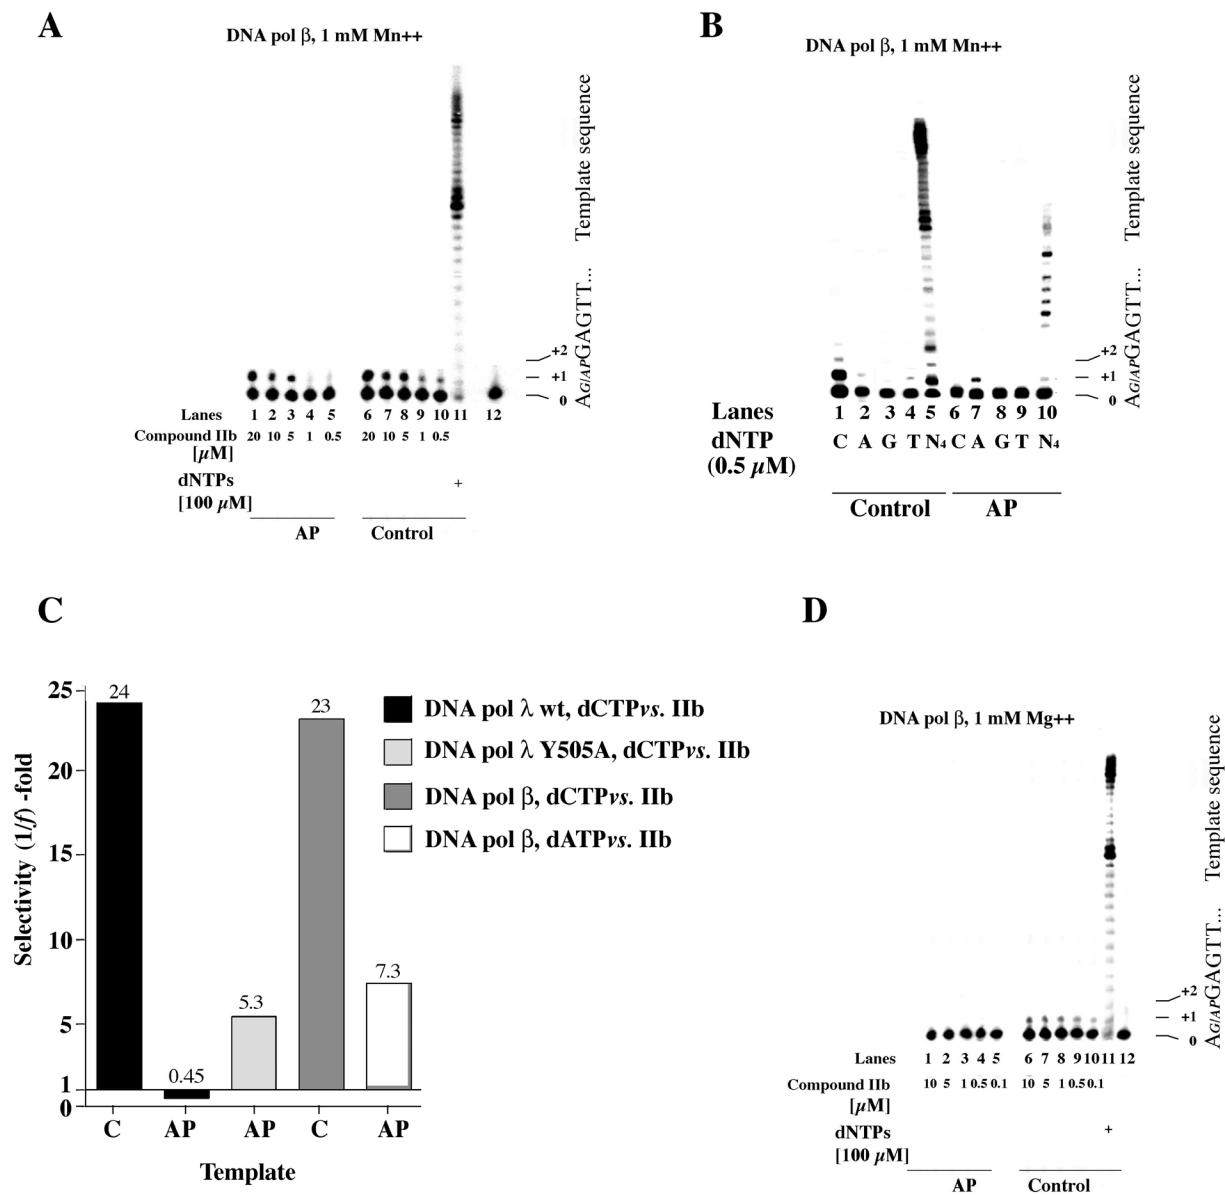 A
DNA pol β, 1 mM Mn++
Template sequence
AG/APGAGTT...
+2
+1
0
Lanes 1 2 3 4 5 6 7 8 9 10 11 12
Compound IIb 20 10 5 1 0.5 20 10 5 1 0.5
[µM]
dNTPs +
[100 µM]
AP Control
B
DNA pol β, 1 mM Mn++
Template sequence
AG/APGAGTT...
+2
+1
0
Lanes 1 2 3 4 5 6 7 8 9 10
dNTP C A G T N4 C A G T N4
(0.5 µM)
Control AP
C
Selectivity (1/f) -fold
25
20
15
10
5
1
0
24
0.45
5.3
23
7.3
C AP AP C AP
Template
DNA pol λ wt, dCTPvs. IIb
DNA pol λ Y505A, dCTPvs. IIb
DNA pol β, dCTPvs. IIb
DNA pol β, dATPvs. IIb
D
DNA pol β, 1 mM Mg++
Template sequence
AG/APGAGTT...
+2
+1
0
Lanes 1 2 3 4 5 6 7 8 9 10 11 12
Compound IIb 10 5 1 0.5 0.1 10 5 1 0.5 0.1
[µM]
dNTPs +
[100 µM]
AP Control